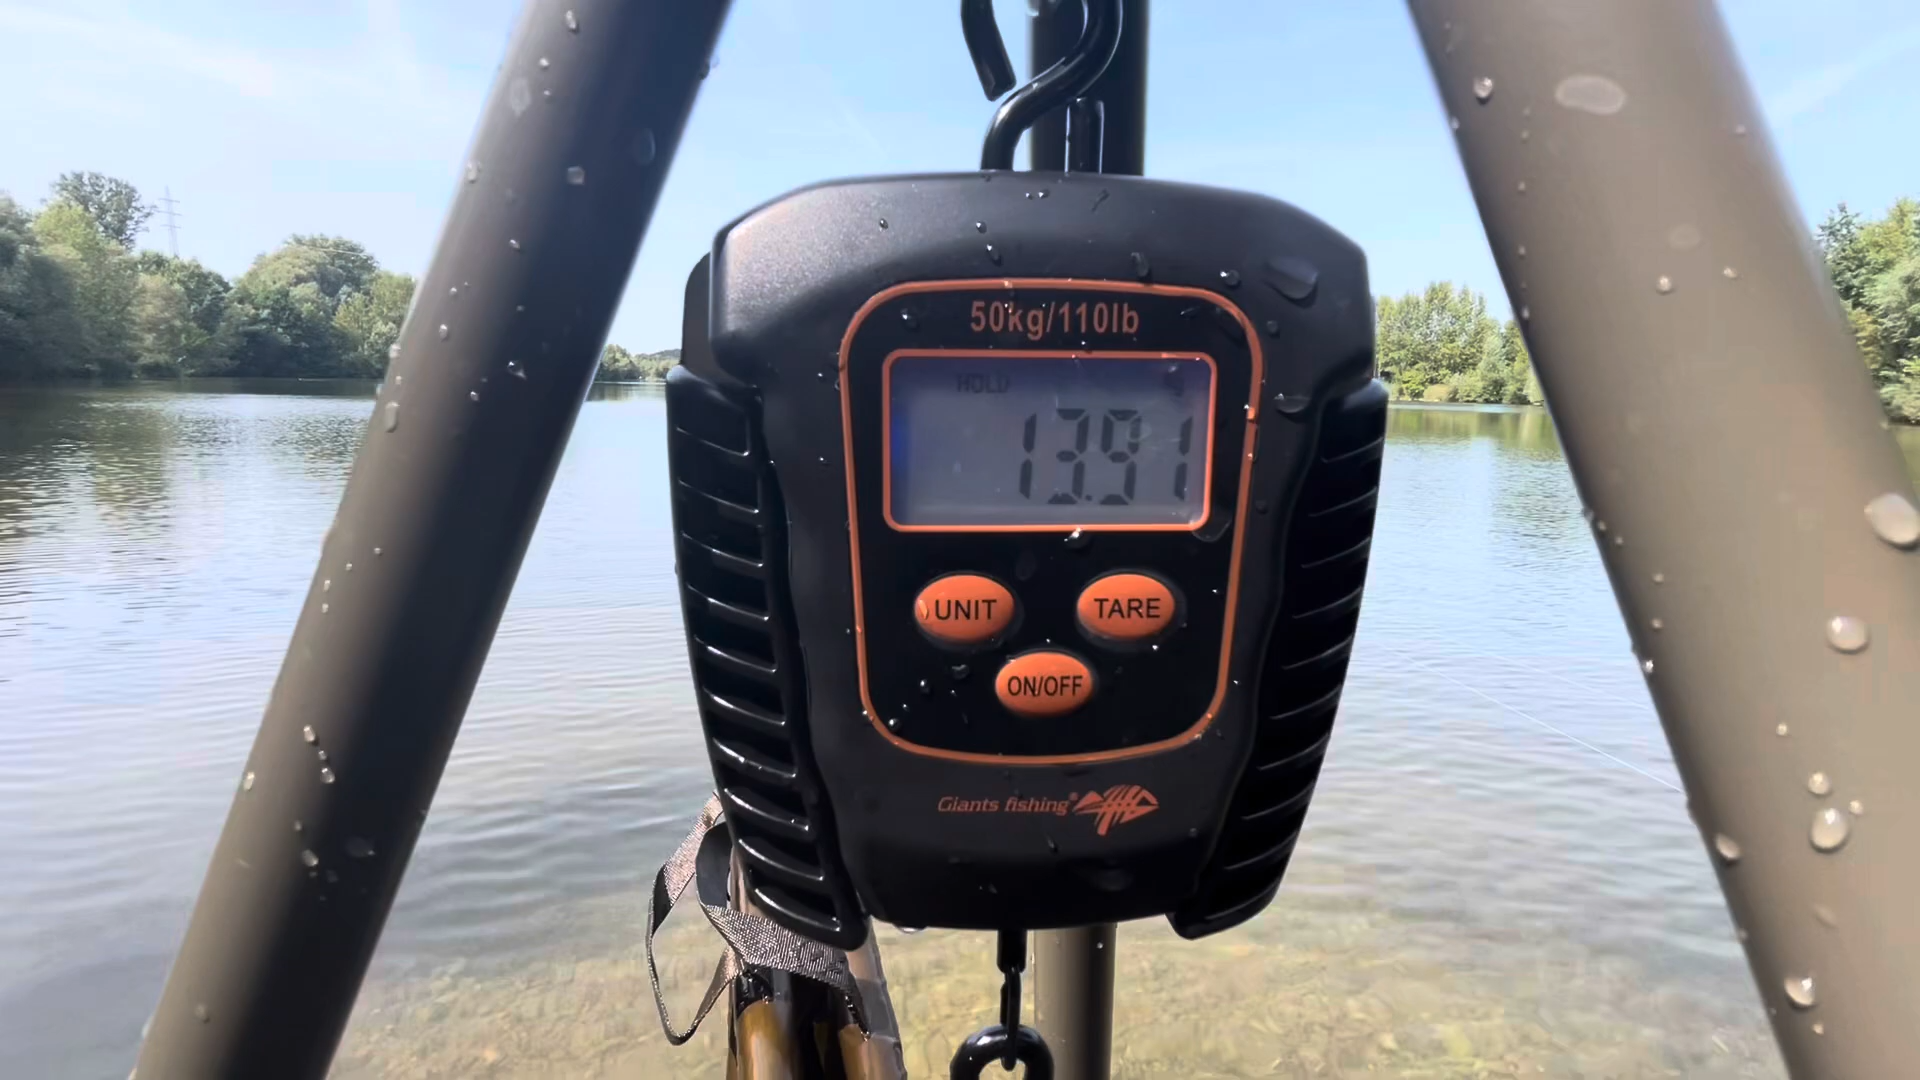 50kg/110lb
HOLD
13.91
UNIT
TARE
ON/OFF
Giants fishing®